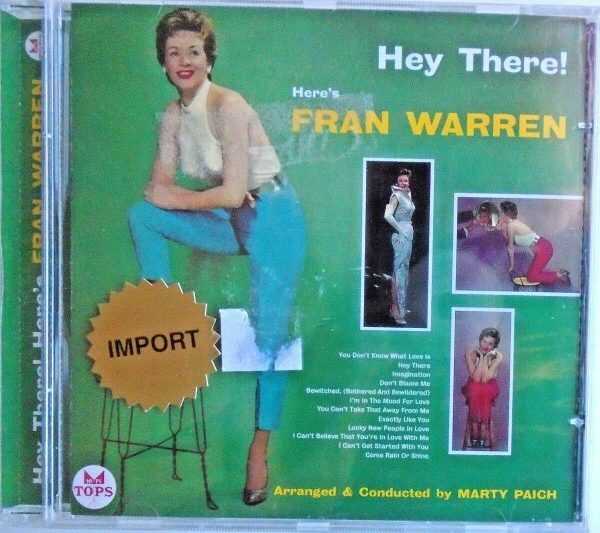 Hey There! Here's FRAN WARREN
Hey There!
Here's
FRAN WARREN
IMPORT
You Don't Know What Love Is
Hey There
Imagination
Don't Blame Me
Bewitched, (Bothered And Bewildered)
I'm In The Mood For Love
You Can't Take That Away From Me
Exactly Like You
Lucky New People In Love
I Can't Believe That You're In Love With Me
I Can't Get Started With You
Come Rain Or Shine
HI-FI
TOPS
Arranged & Conducted by MARTY PAICH